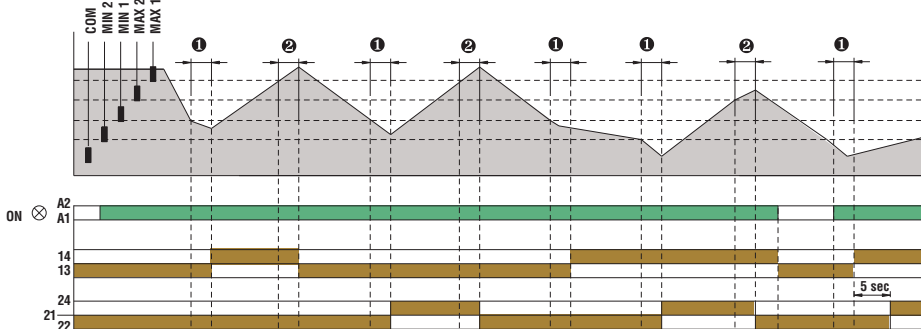 COM
MIN 2
MIN 1
MAX 2
MAX 1
❶ ❷ ❶ ❷ ❶ ❶ ❷ ❶
ON A2
A1
14
13
24
21
22
5 sec